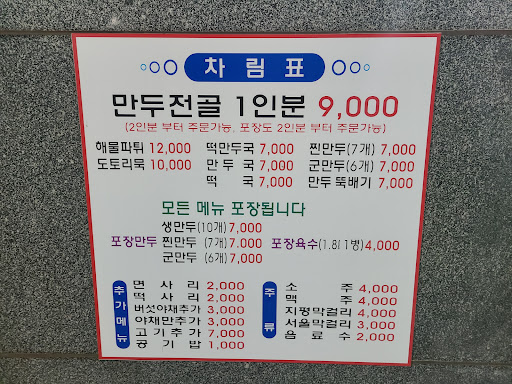 차림표
만두전골 1인분 9,000
(2인분 부터 주문가능, 포장도 2인분 부터 주문가능)
해물파튀 12,000 떡만두국 7,000 찐만두(7개) 7,000
도토리묵 10,000 만두국 7,000 군만두(6개) 7,000
떡국 7,000 만두 뚝배기 7,000
모든 메뉴 포장됩니다
생만두(10개) 7,000
포장만두 찐만두 (7개) 7,000 포장육수(1.8ℓ1병) 4,000
군만두 (6개) 7,000
추가메뉴
면사리 2,000
떡사리 2,000
버섯야채추가 3,000
야채만추가 3,000
고기추가 7,000
공기밥 1,000
주류
소주 4,000
맥주 4,000
지평막걸리 4,000
서울막걸리 3,000
음료수 2,000